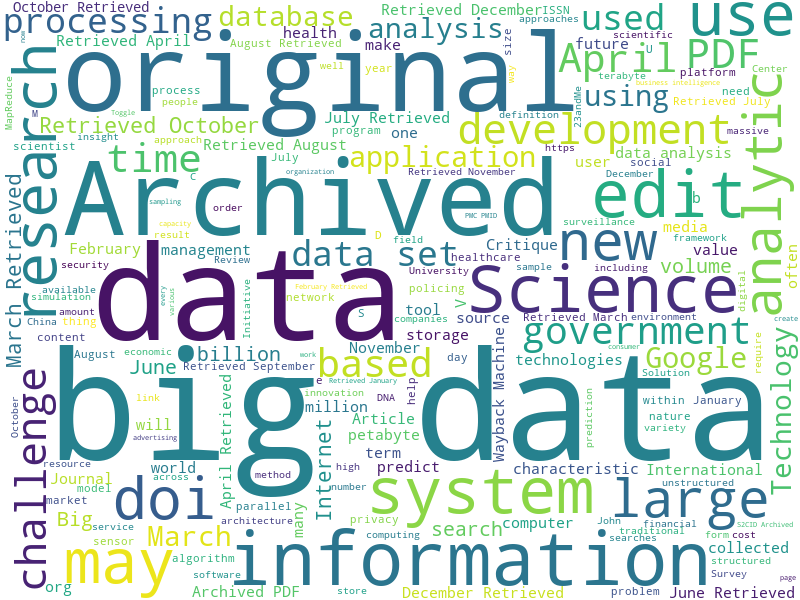 October Retrieved
processing
database
Retrieved December
ISSN
approaches
scientific
now
use
used
original
health
make
size
future
U
Retrieved April
August Retrieved
analysis
April
PDF
terabyte
platform
Center
business intelligence
MapReduce
M
process
people
well
year
way
using
23andMe
need
Retrieved July
Retrieved October
July Retrieved
development
definition
massive
insight
Toggle
approach
scientist
Retrieved August
program
one
https
research
time
July
application
user
social
data analysis
analytic
C
organization
Retrieved November
December
edit
b
Archived
sampling
order
PMC PMID
surveillance
media
framework
capacity
result
D
field
new
February
management
data set
Critique
healthcare
value
often
March Retrieved
security
Review
University
sample
including
volume
digital
data
available
simulation
every
various
Initiative
February Retrieved
network
policing
tool
V
Science
amount
China
thing
S
companies
storage
source
Retrieved March
environment
create
content
government
August
economic
billion
November
based
work
day
Wayback Machine
technologies
consumer
Google
require
Technology
June
Retrieved September
e
Retrieved January
help
Solution
within
January
challenge
October
link
innovation
million
DNA
big data
nature
variety
prediction
will
advertising
April Retrieved
Internet
Article
petabyte
term
predict
characteristic
International
resource
world
across
method
high
unstructured
Journal
model
market
doi
number
system
large
Big
service
March
parallel
many
architecture
privacy
search
computer
John
financial
S2CID Archived
traditional
sensor
algorithm
computing
searches
form
cost
may
information
collected
structured
org
software
Archived PDF
store
December Retrieved
problem
Survey
page
June Retrieved